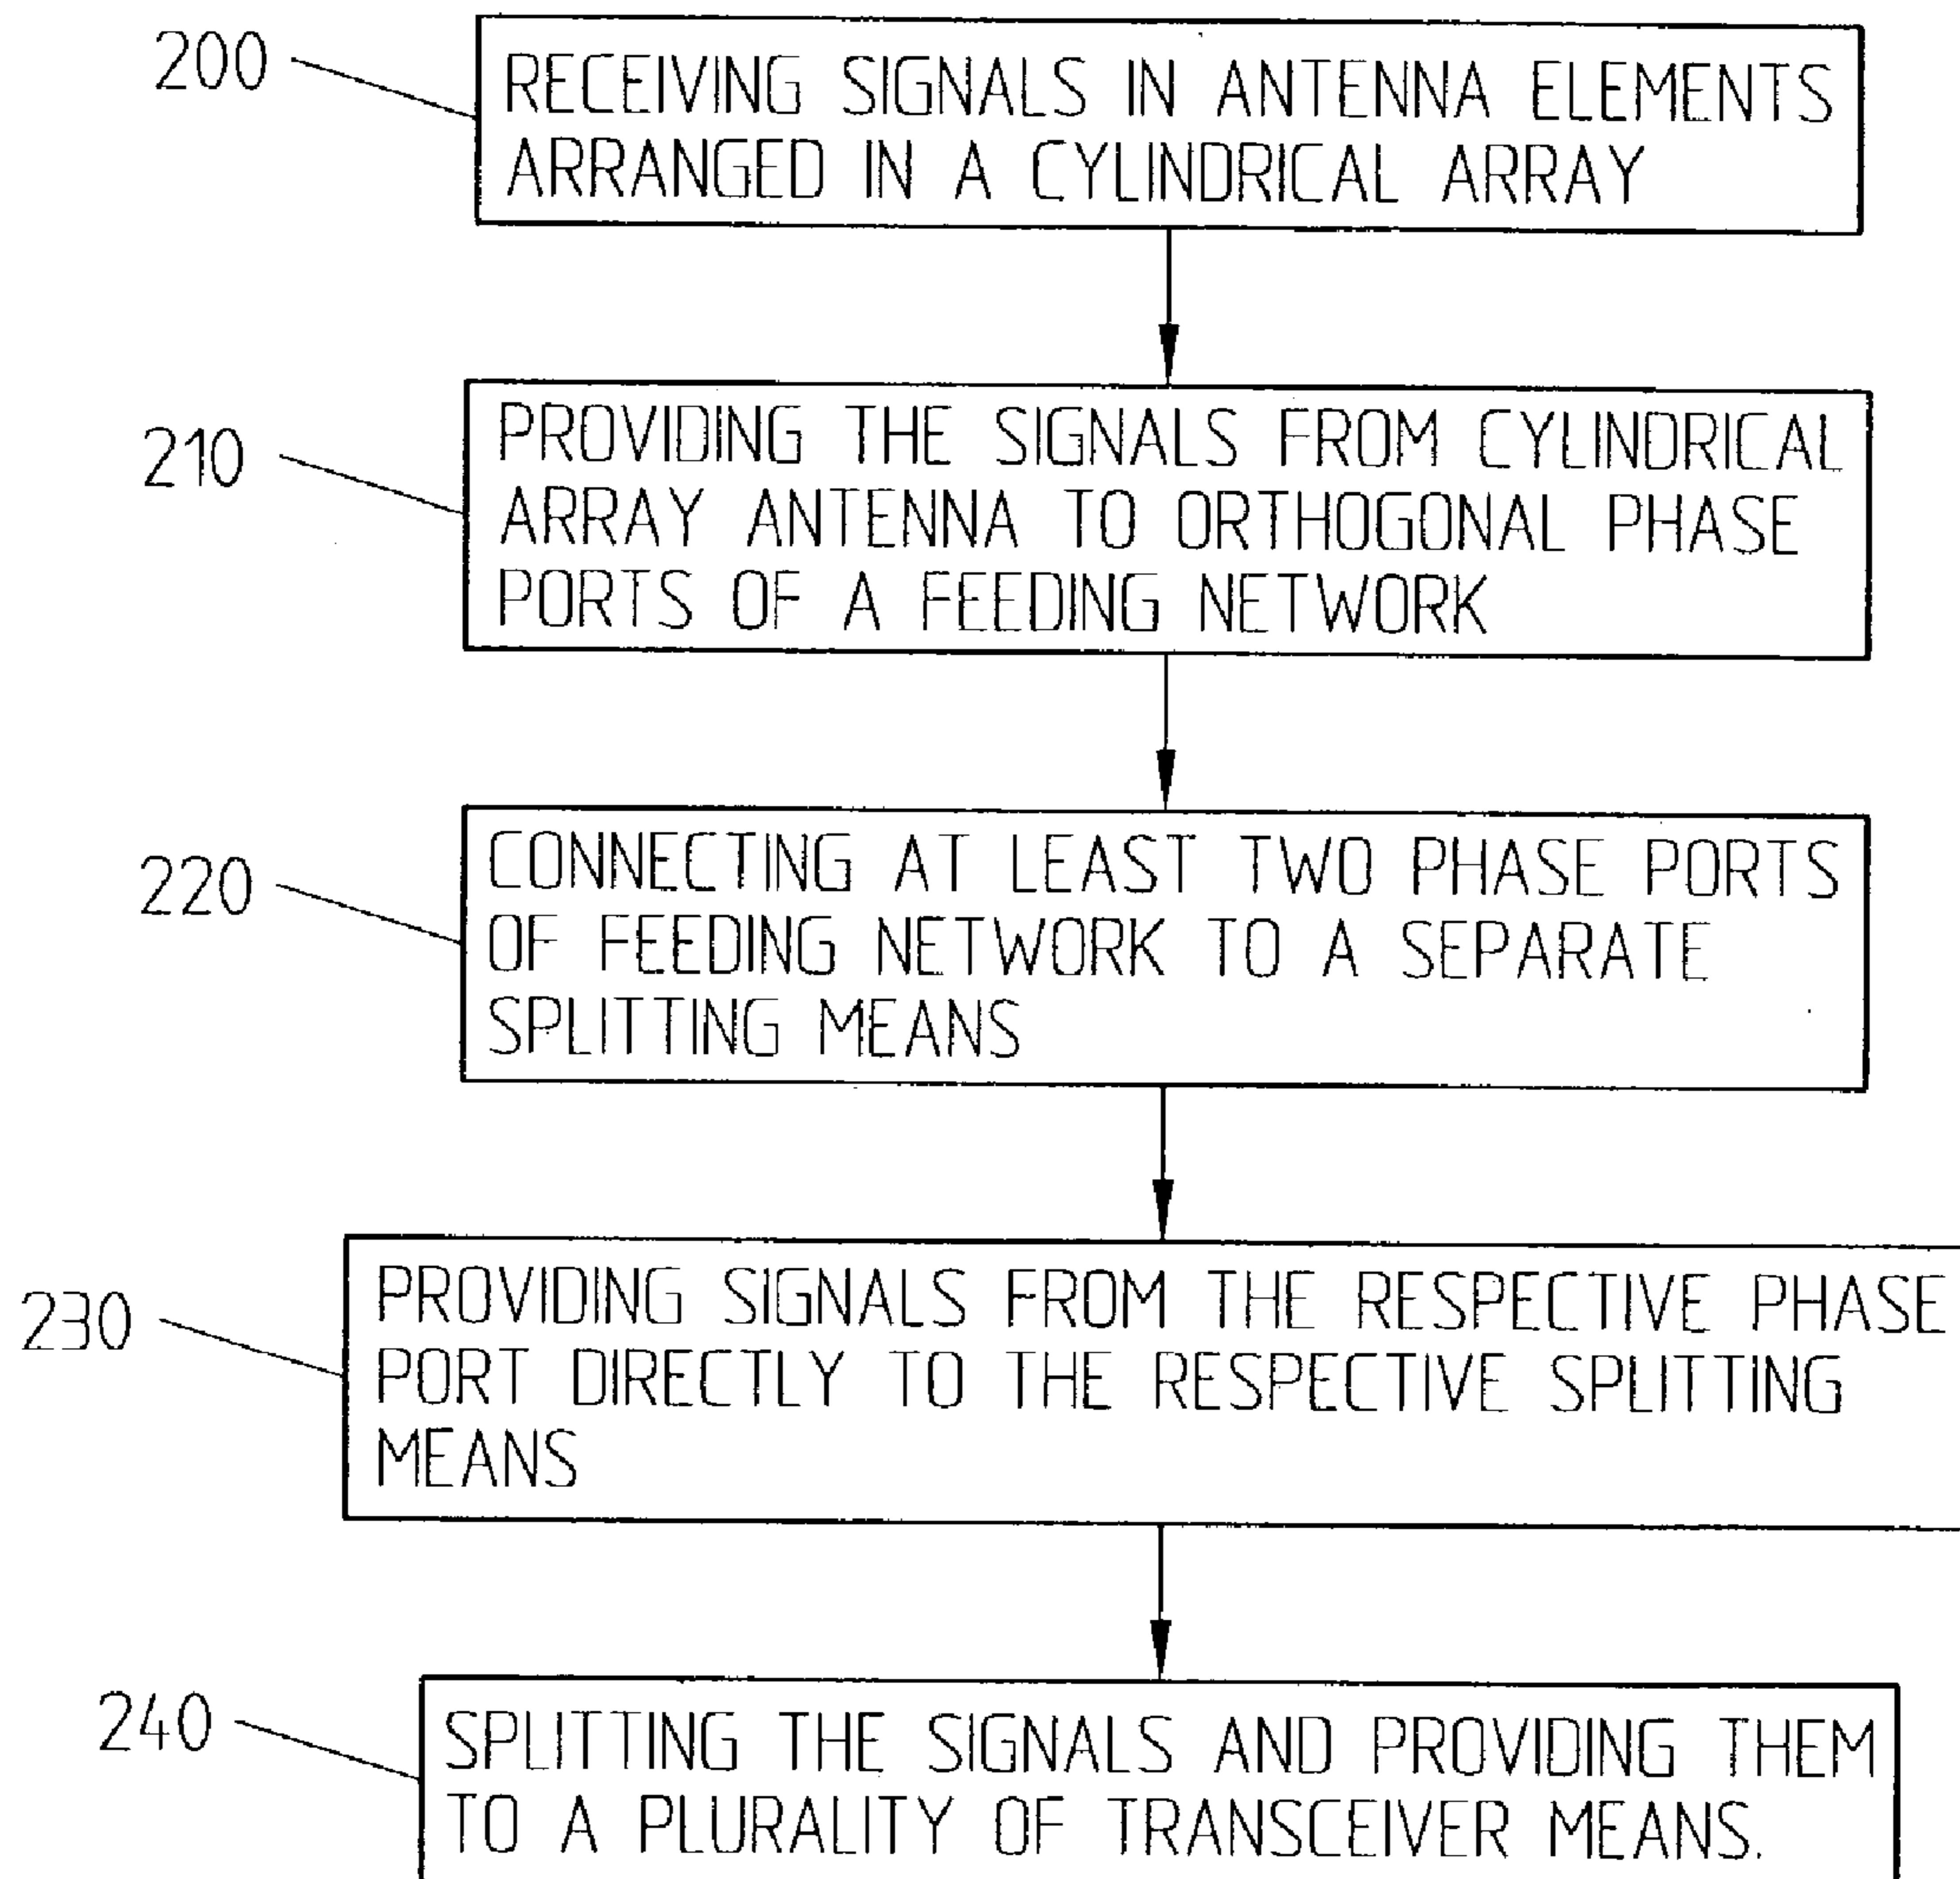 200
RECEIVING SIGNALS IN ANTENNA ELEMENTS
ARRANGED IN A CYLINDRICAL ARRAY
210
PROVIDING THE SIGNALS FROM CYLINDRICAL
ARRAY ANTENNA TO ORTHOGONAL PHASE
PORTS OF A FEEDING NETWORK
220
CONNECTING AT LEAST TWO PHASE PORTS
OF FEEDING NETWORK TO A SEPARATE
SPLITTING MEANS
230
PROVIDING SIGNALS FROM THE RESPECTIVE PHASE
PORT DIRECTLY TO THE RESPECTIVE SPLITTING
MEANS
240
SPLITTING THE SIGNALS AND PROVIDING THEM
TO A PLURALITY OF TRANSCEIVER MEANS.